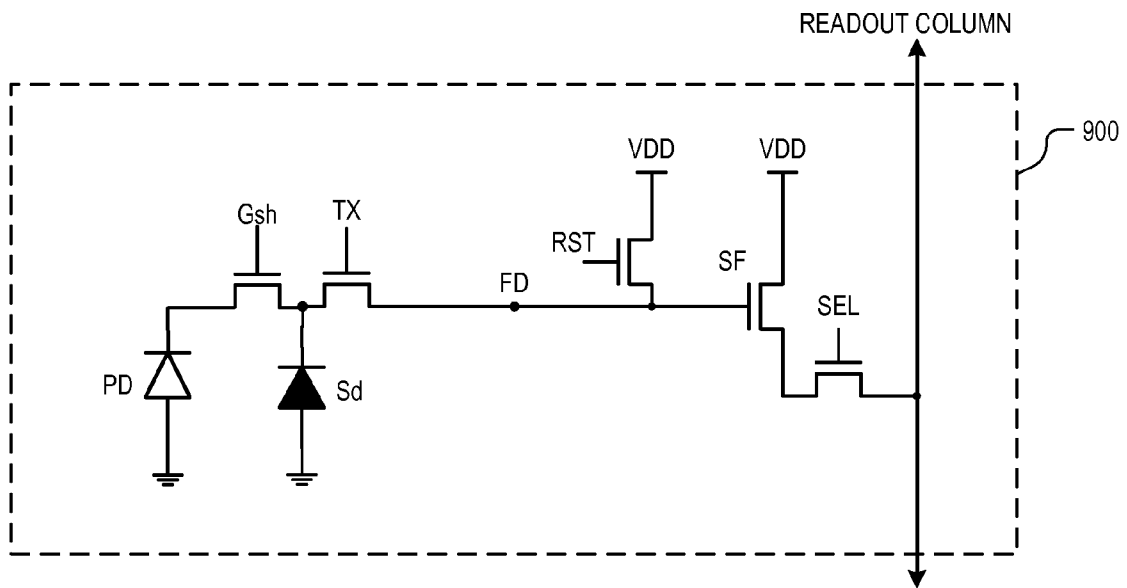 READOUT COLUMN
900
VDD
VDD
Gsh
TX
RST
SF
FD
SEL
PD
Sd